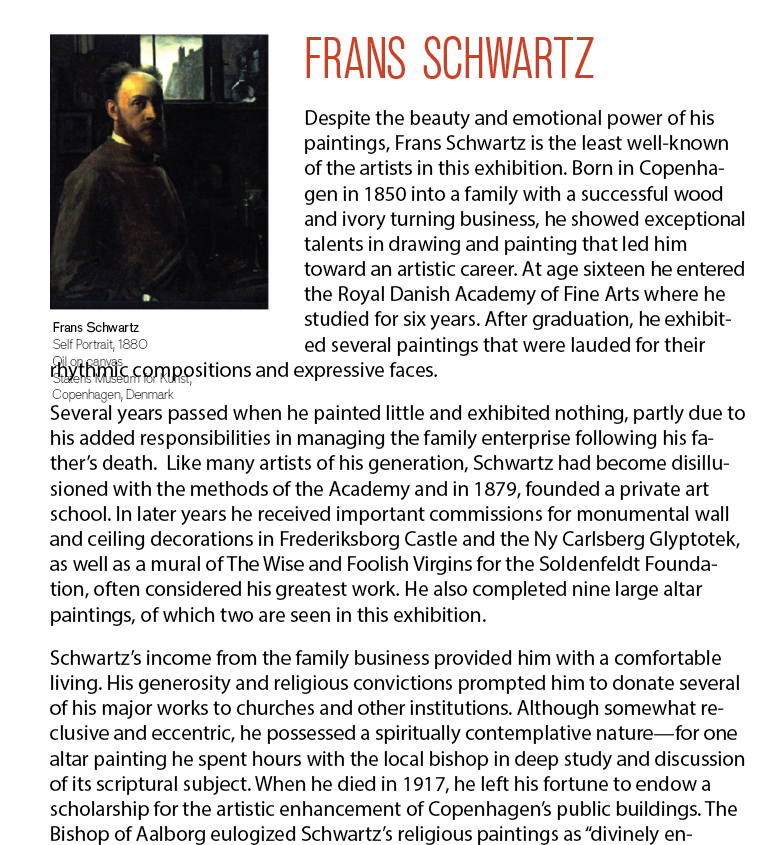 FRANS SCHWARTZ
Despite the beauty and emotional power of his
paintings, Frans Schwartz is the least well-known
of the artists in this exhibition. Born in Copenha-
gen in 1850 into a family with a successful wood
and ivory turning business, he showed exceptional
talents in drawing and painting that led him
toward an artistic career. At age sixteen he entered
the Royal Danish Academy of Fine Arts where he
studied for six years. After graduation, he exhibit-
ed several paintings that were lauded for their
rhythmic compositions and expressive faces.
Frans Schwartz
Self Portrait, 1880
Oil on canvas
Statens Museum for Kunst,
Copenhagen, Denmark
Several years passed when he painted little and exhibited nothing, partly due to
his added responsibilities in managing the family enterprise following his fa-
ther's death.  Like many artists of his generation, Schwartz had become disillu-
sioned with the methods of the Academy and in 1879, founded a private art
school. In later years he received important commissions for monumental wall
and ceiling decorations in Frederiksborg Castle and the Ny Carlsberg Glyptotek,
as well as a mural of The Wise and Foolish Virgins for the Soldenfeldt Founda-
tion, often considered his greatest work. He also completed nine large altar
paintings, of which two are seen in this exhibition.
Schwartz's income from the family business provided him with a comfortable
living. His generosity and religious convictions prompted him to donate several
of his major works to churches and other institutions. Although somewhat re-
clusive and eccentric, he possessed a spiritually contemplative nature—for one
altar painting he spent hours with the local bishop in deep study and discussion
of its scriptural subject. When he died in 1917, he left his fortune to endow a
scholarship for the artistic enhancement of Copenhagen's public buildings. The
Bishop of Aalborg eulogized Schwartz's religious paintings as "divinely en-